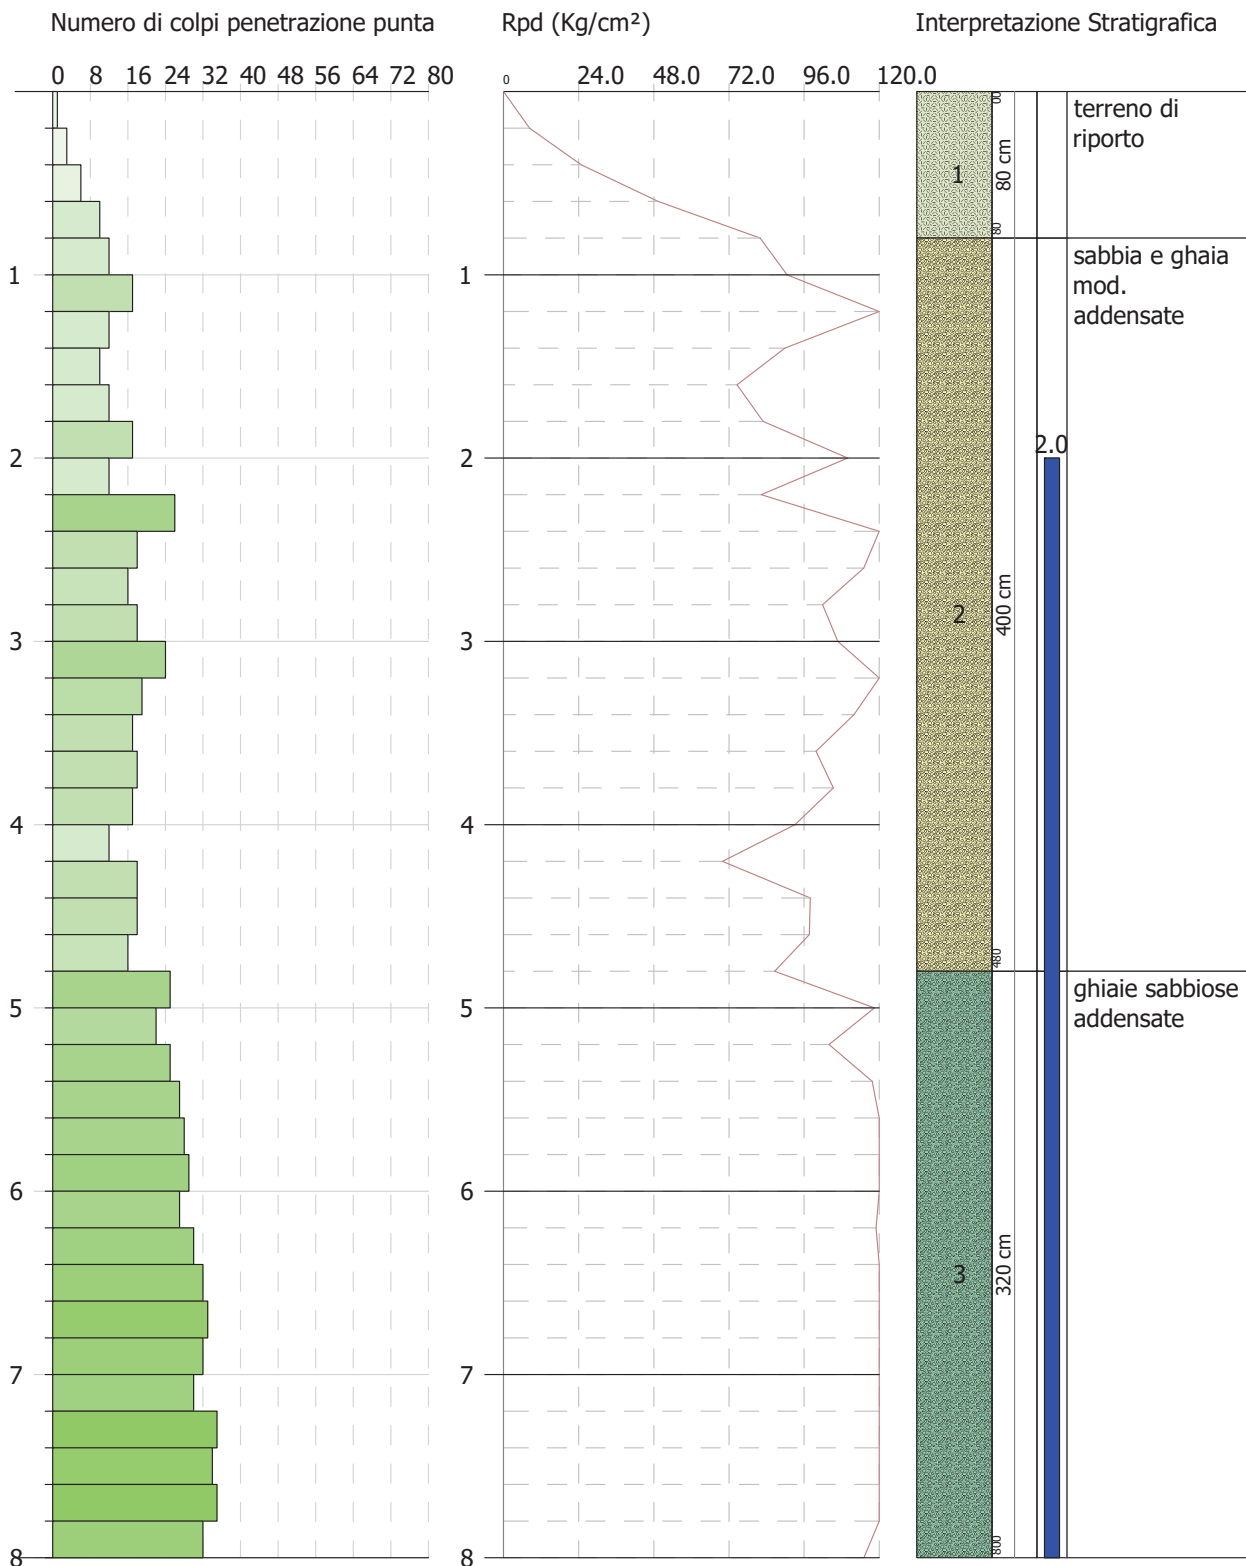 Numero di colpi penetrazione punta
Rpd (Kg/cm²)
Interpretazione Stratigrafica
0 8 16 24 32 40 48 56 64 72 80
0 24.0 48.0 72.0 96.0 120.0
1
2
3
4
5
6
7
8
1
2
3
4
5
6
7
8
00
1
80 cm
80
terreno di
riporto
2
400 cm
480
sabbia e ghaia
mod.
addensate
2.0
3
320 cm
800
ghiaie sabbiose
addensate